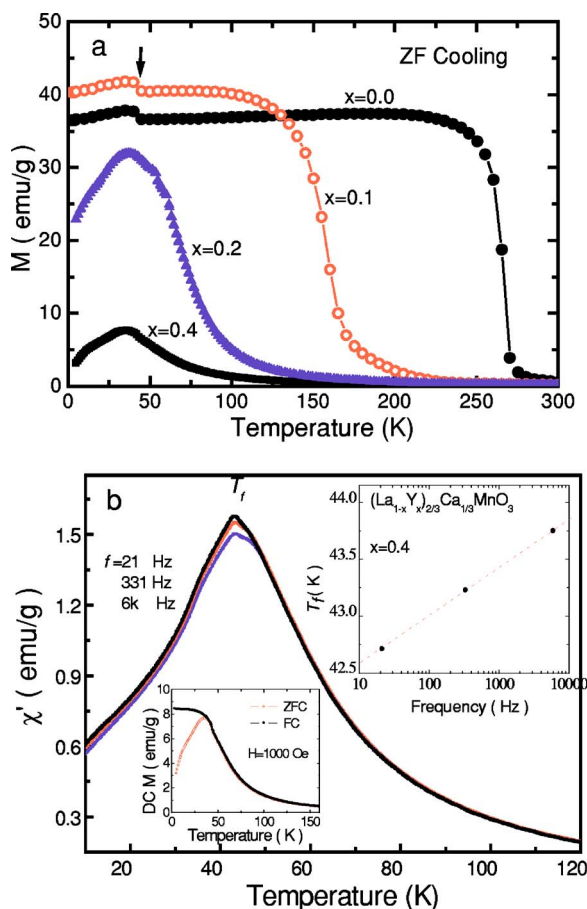 a
ZF Cooling
x=0.0
x=0.1
x=0.2
x=0.4
M ( emu/g )
50
40
30
20
10
0
0 50 100 150 200 250 300
Temperature (K)
b
Tf
f=21 Hz
331 Hz
6k Hz
χ' ( emu/g )
1.5
1.2
0.9
0.6
0.3
20 40 60 80 100 120
Temperature (K)
(La1-xYx)2/3Ca1/3MnO3
x=0.4
Tf( K )
44.0
43.5
43.0
42.5
10 100 1000 10000
Frequency ( Hz )
ZFC
FC
H=1000 Oe
DC M ( emu/g )
10
8
6
4
2
0
0 50 100 150
Temperature ( K )